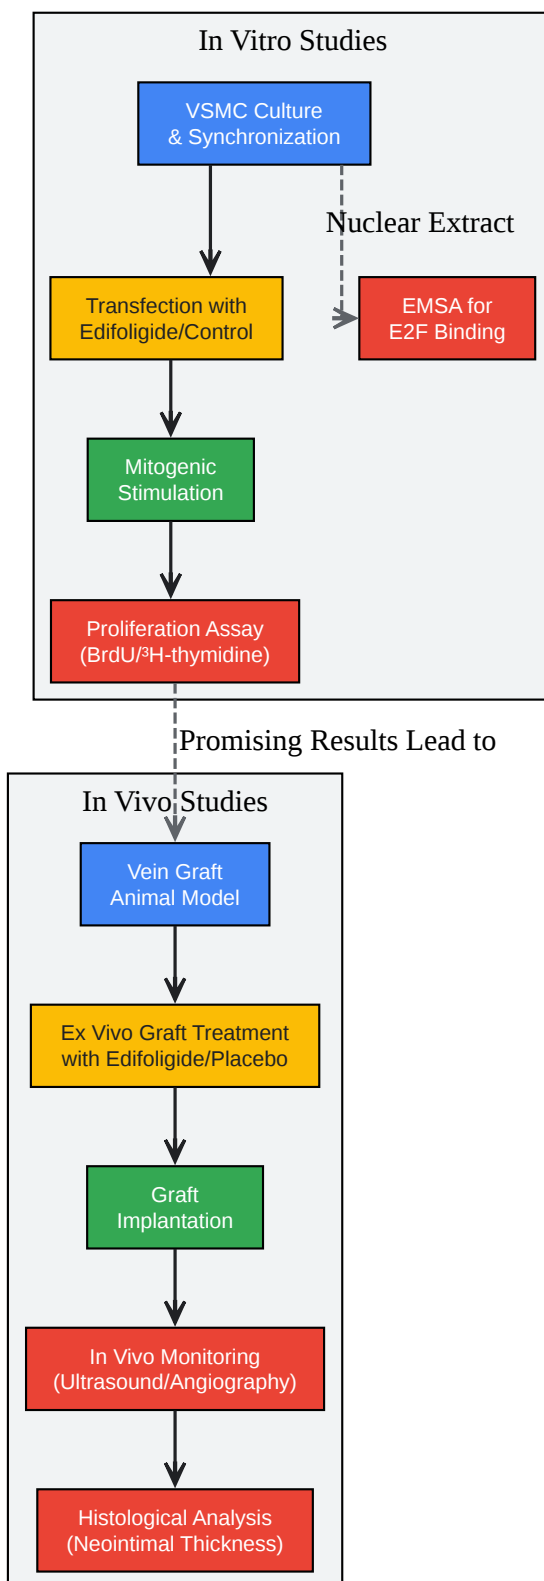 In Vitro Studies
VSMC Culture
& Synchronization
Nuclear Extract
Transfection with
Edifoligide/Control
EMSA for
E2F Binding
Mitogenic
Stimulation
Proliferation Assay
(BrdU/³H-thymidine)
Promising Results Lead to
In Vivo Studies
Vein Graft
Animal Model
Ex Vivo Graft Treatment
with Edifoligide/Placebo
Graft
Implantation
In Vivo Monitoring
(Ultrasound/Angiography)
Histological Analysis
(Neointimal Thickness)